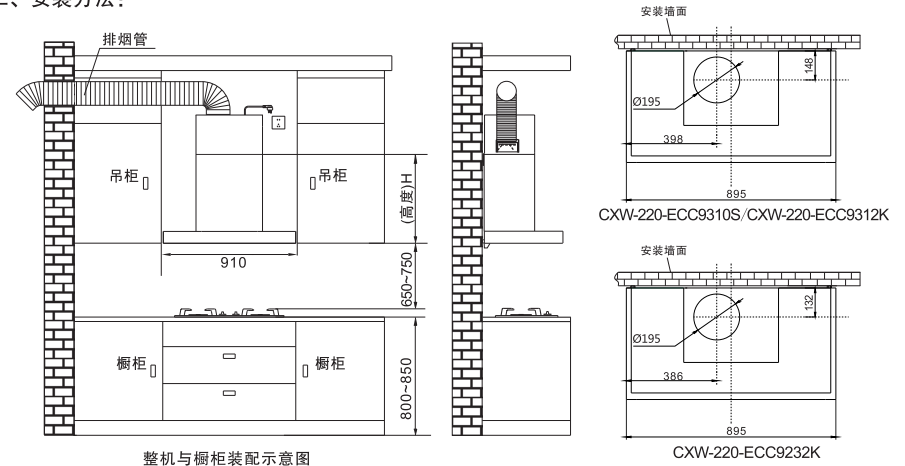 二、安装方法：
排烟管
吊柜
吊柜
(高度)H
910
650~750
橱柜
橱柜
800~850
整机与橱柜装配示意图
安装墙面
148
Ø195
398
895
CXW-220-ECC9310S/CXW-220-ECC9312K
安装墙面
132
Ø195
386
895
CXW-220-ECC9232K